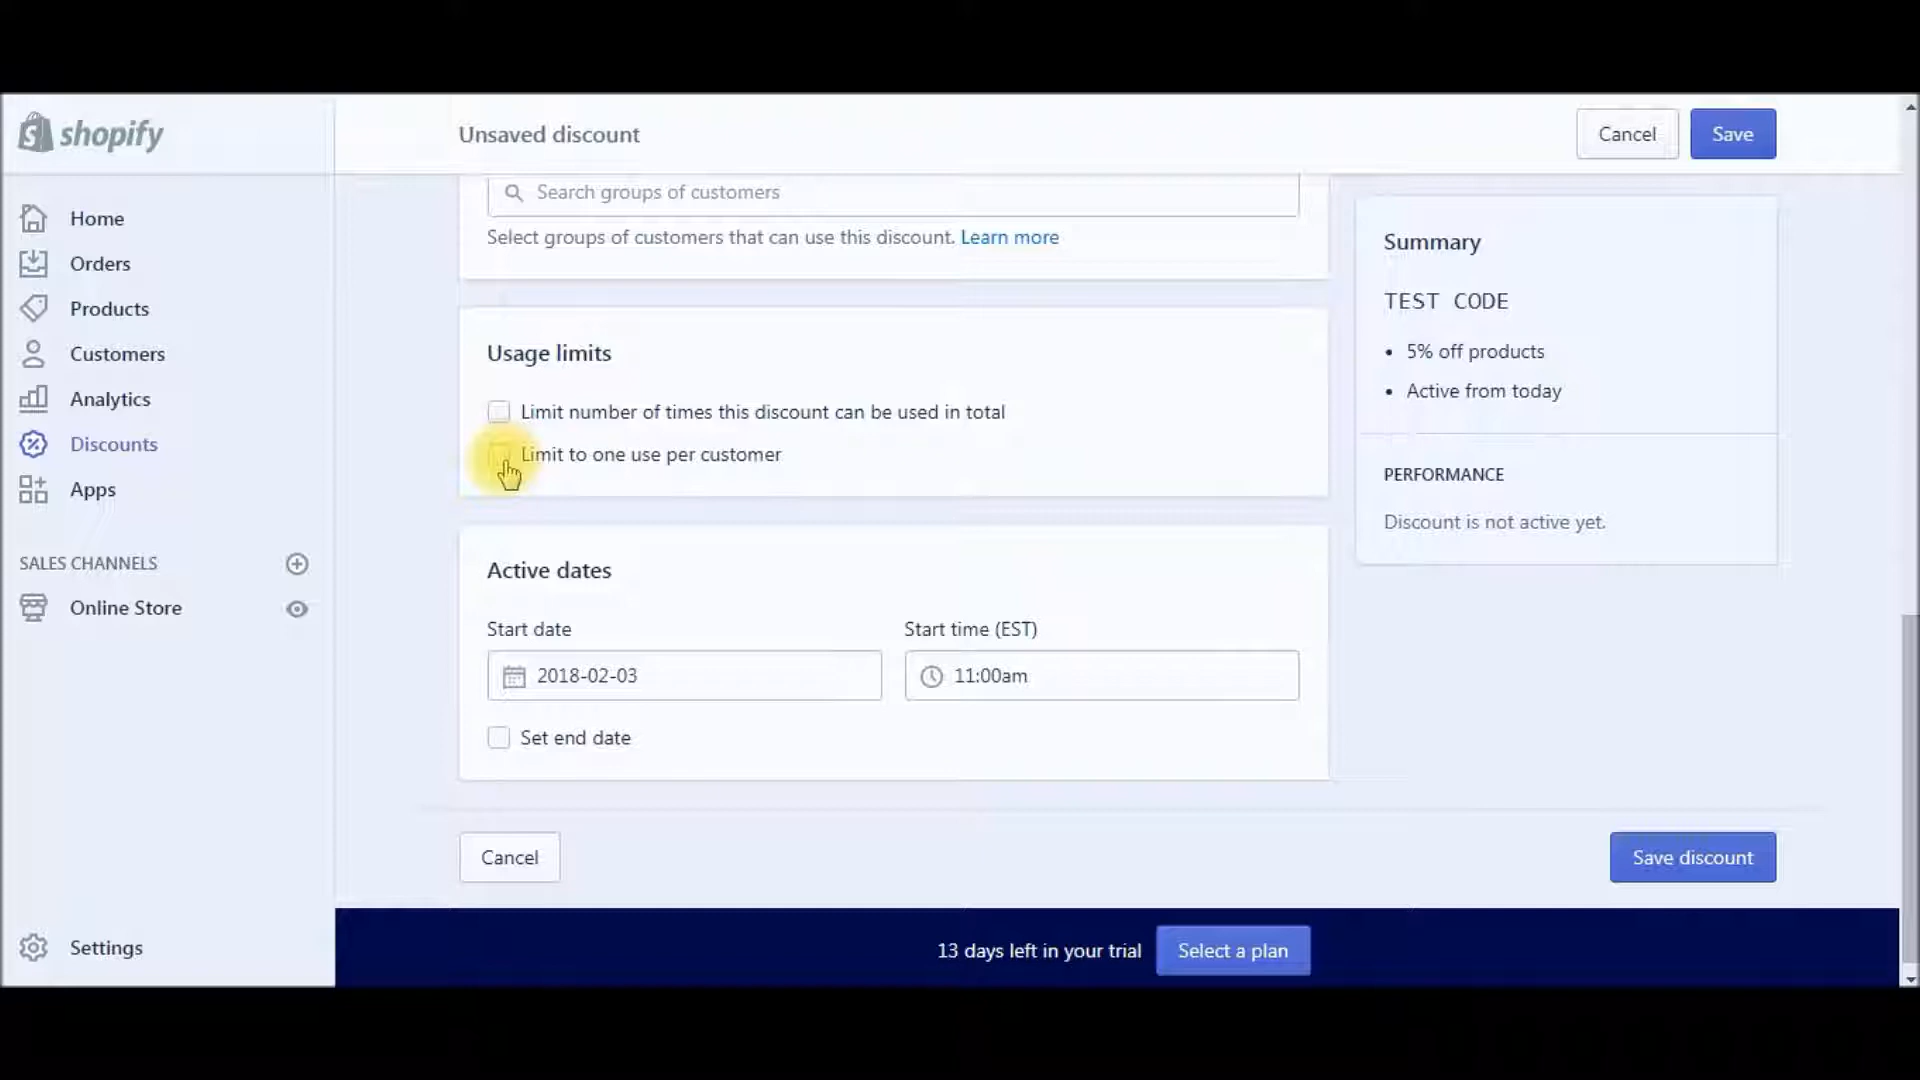 shopify
Unsaved discount
Cancel
Save
Home
Orders
Products
Customers
Analytics
Discounts
Apps
SALES CHANNELS
Online Store
Settings
Search groups of customers
Select groups of customers that can use this discount. Learn more
Usage limits
Limit number of times this discount can be used in total
Limit to one use per customer
Active dates
Start date
Start time (EST)
2018-02-03
11:00am
Set end date
Cancel
Save discount
Summary
TEST CODE
• 5% off products
• Active from today
PERFORMANCE
Discount is not active yet.
13 days left in your trial
Select a plan